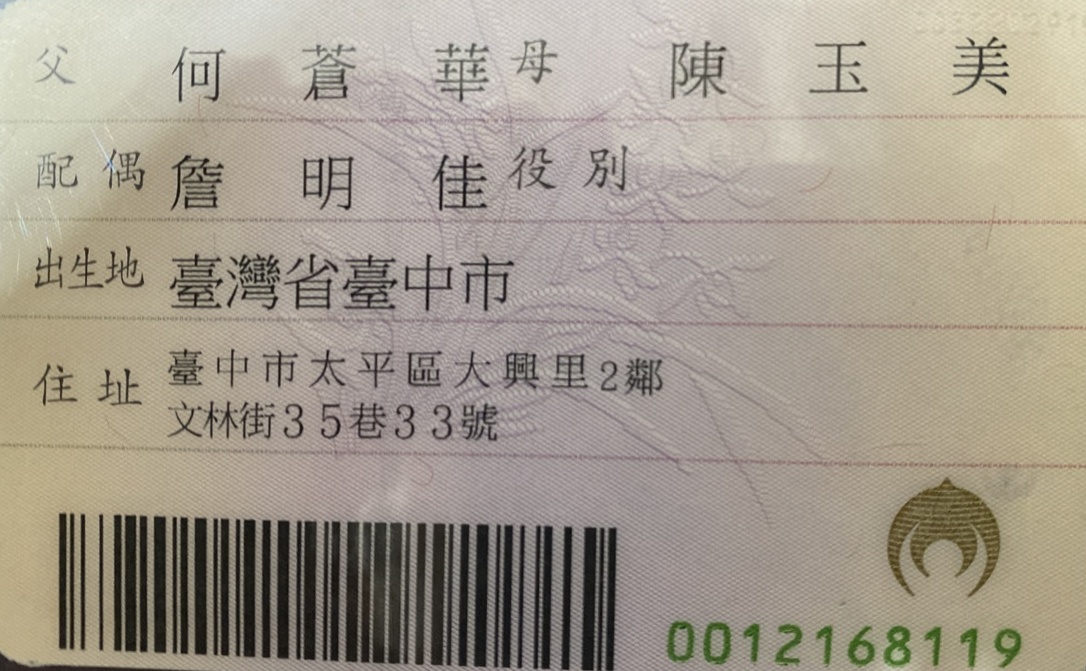 父 何蒼華 母 陳玉美
配偶 詹明佳 役別
出生地 臺灣省臺中市
住址 臺中市太平區大興里2鄰
文林街35巷33號
0012168119